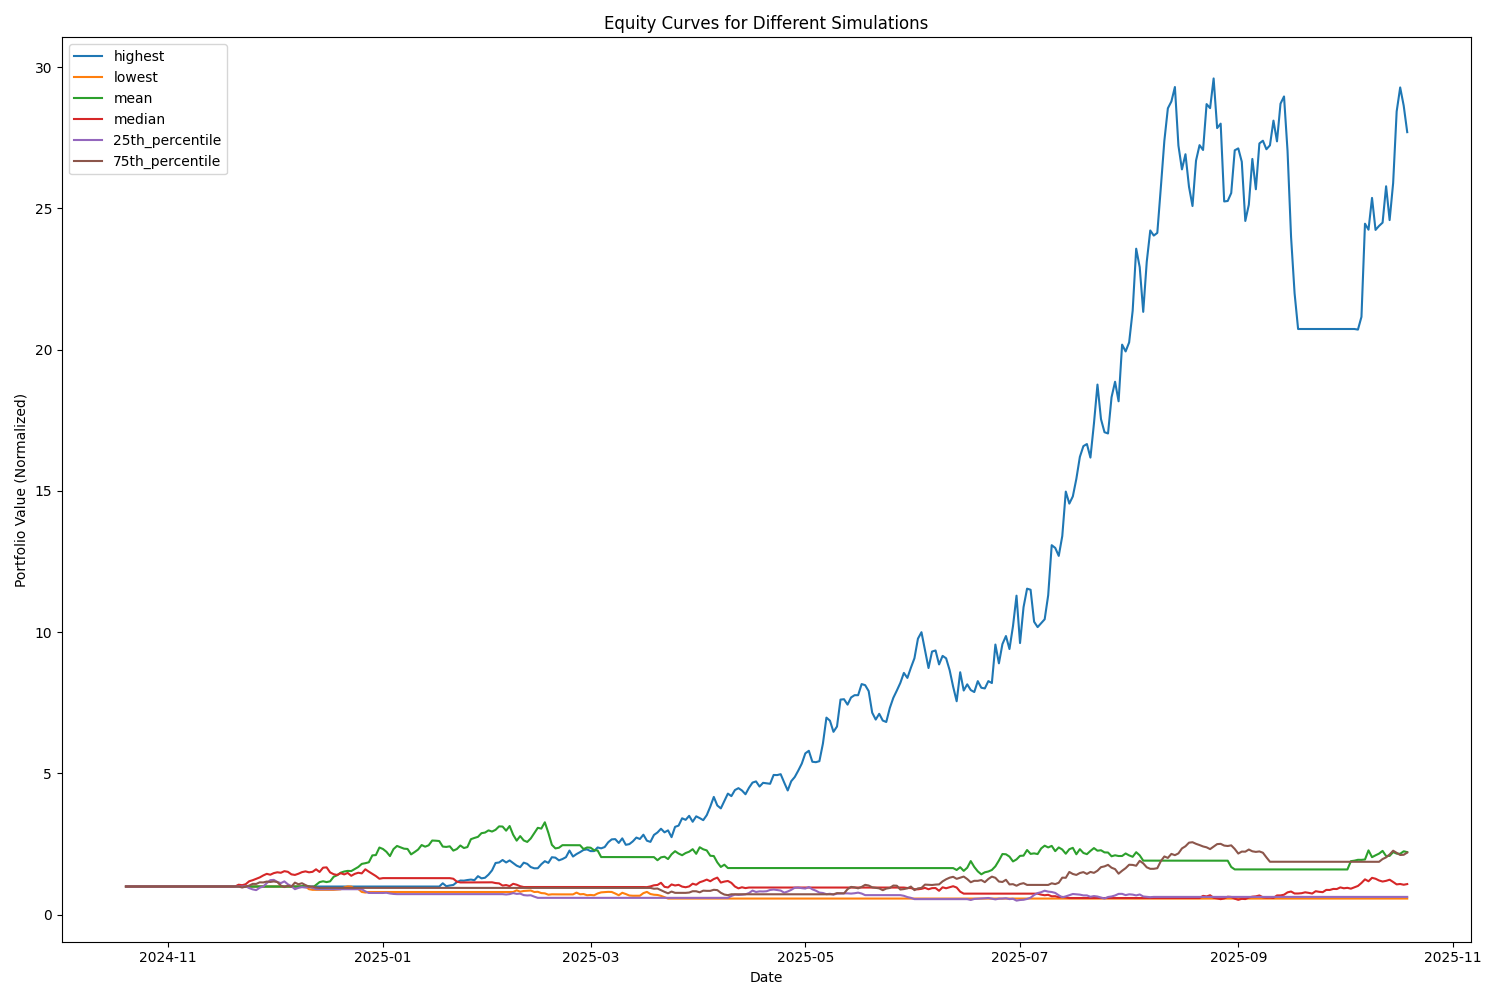 Equity Curves for Different Simulations
highest
lowest
mean
median
25th_percentile
75th_percentile
Portfolio Value (Normalized)
30
25
20
15
10
5
0
2024-11
2025-01
2025-03
2025-05
2025-07
2025-09
2025-11
Date